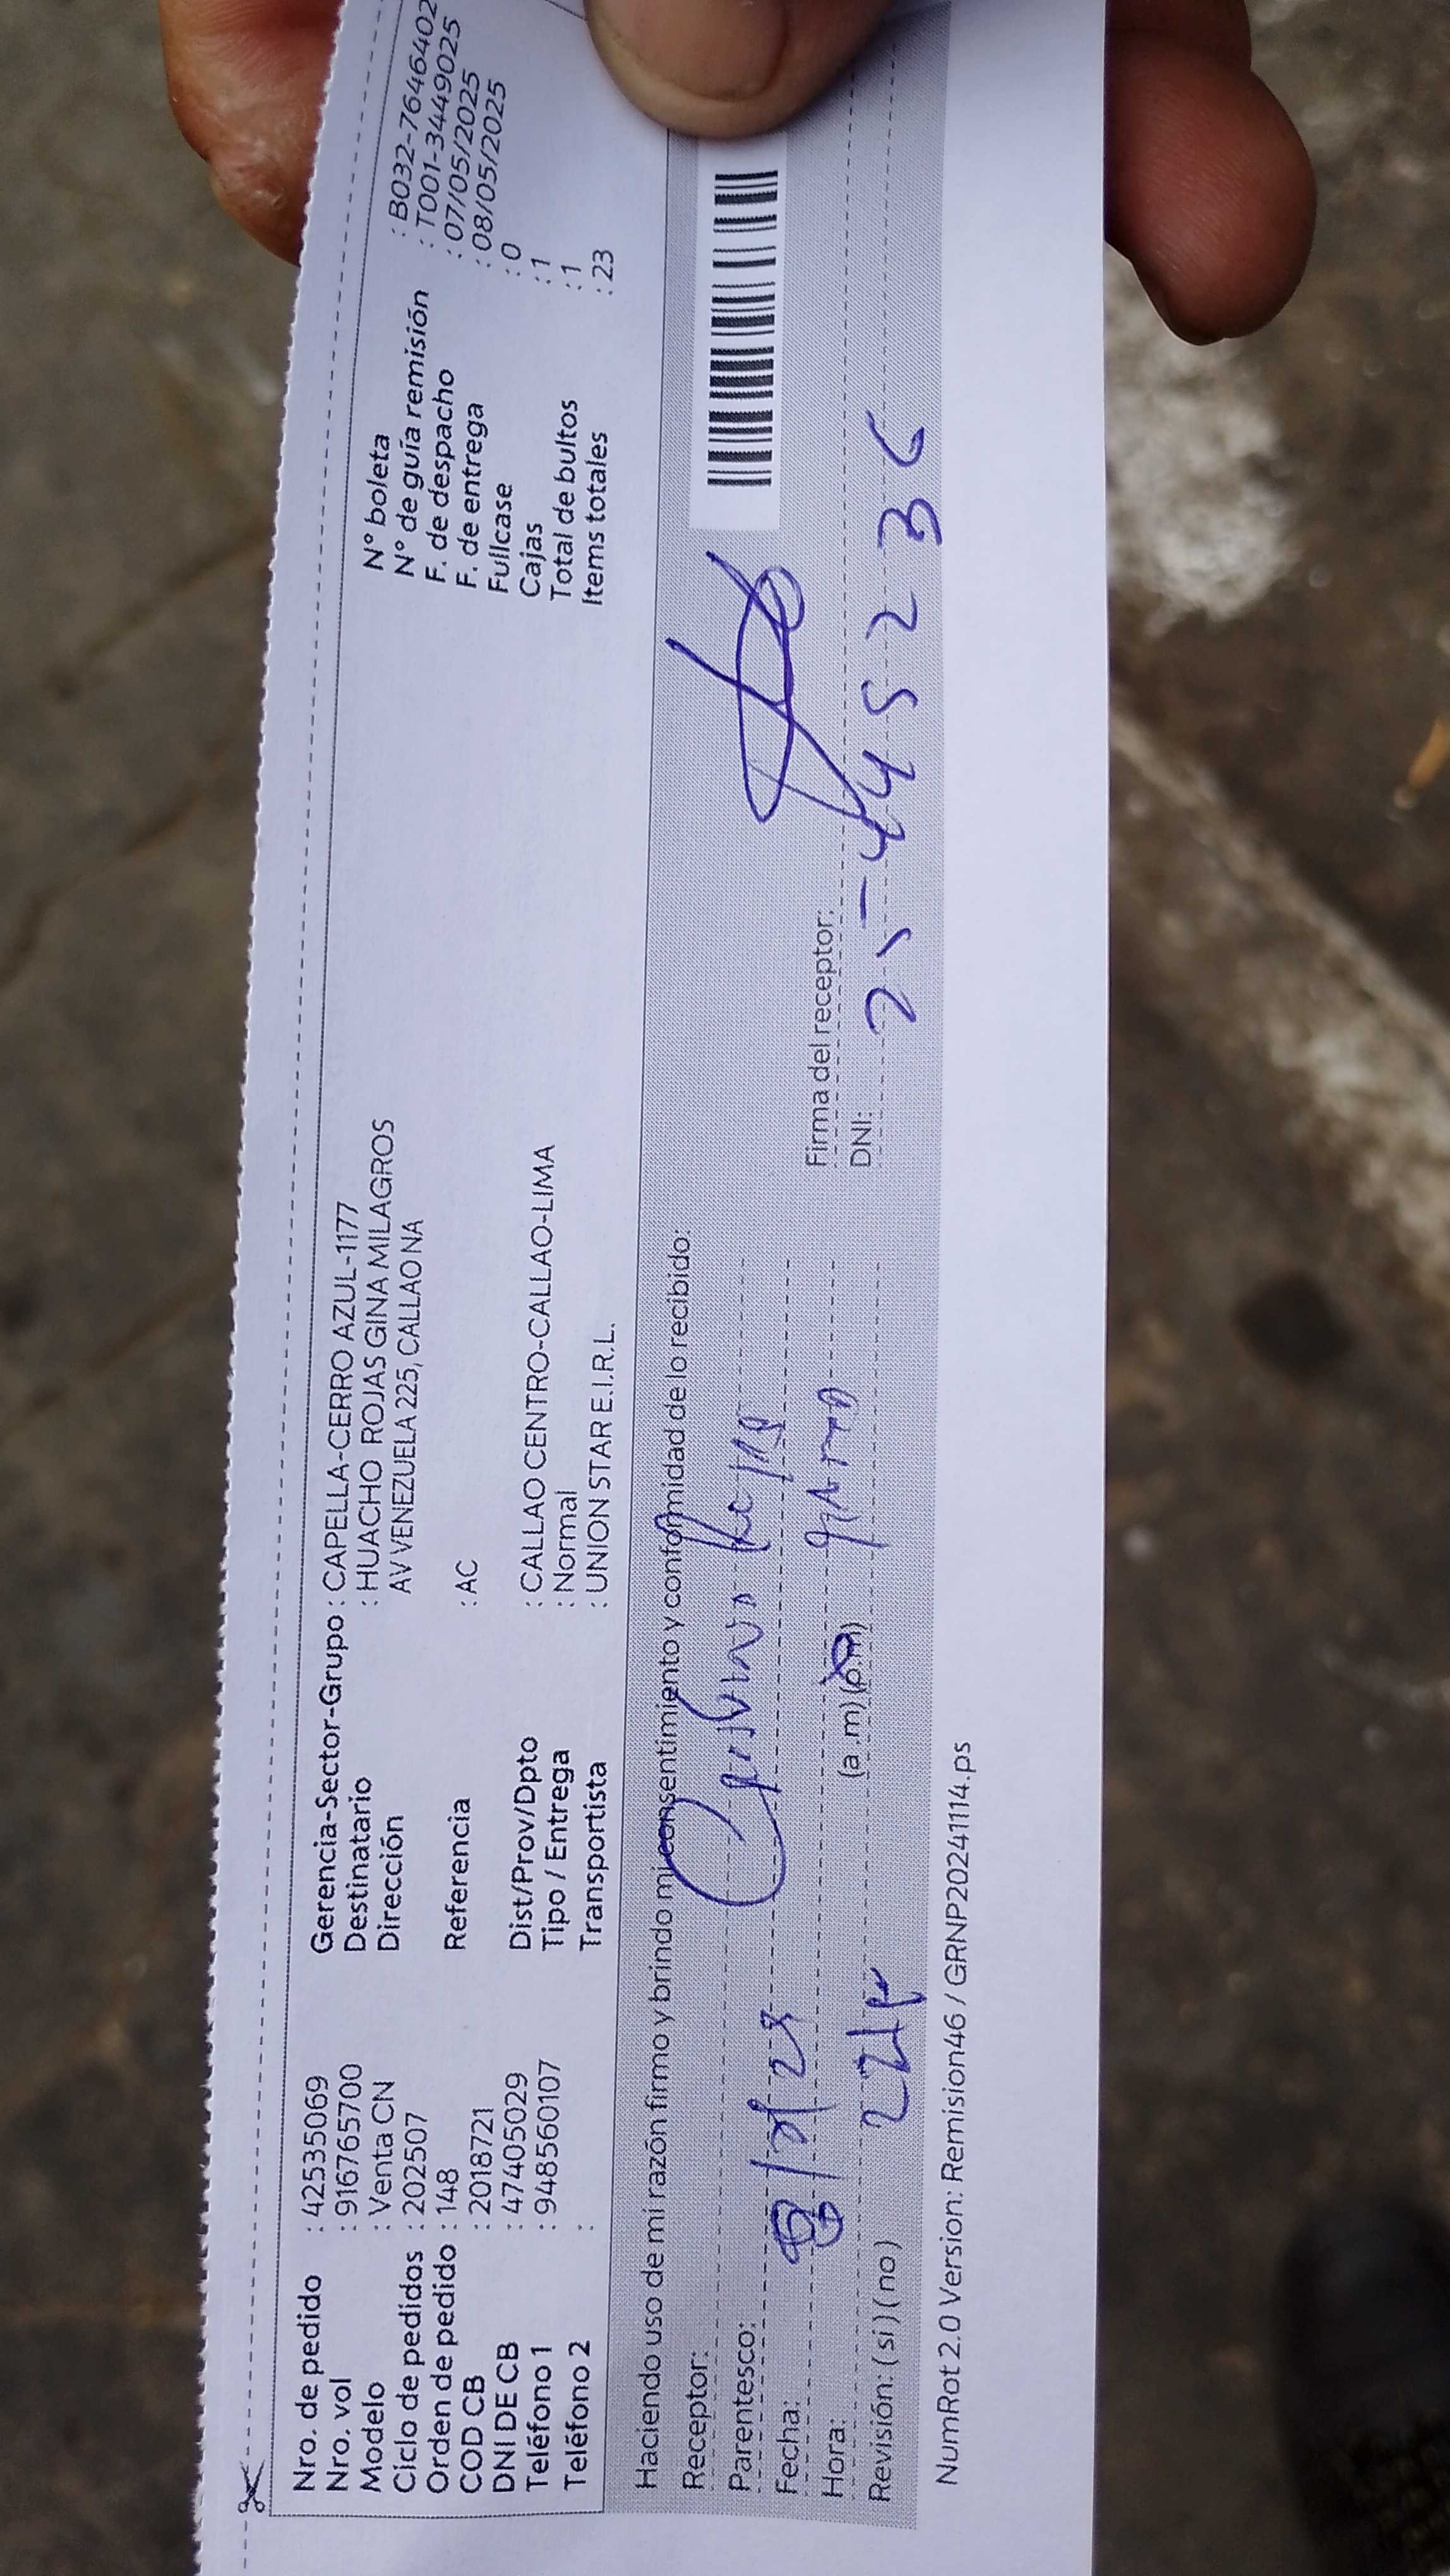 Nro. de pedido : 42535069
Nro. vol : 916765700
Modelo : Venta CN
Ciclo de pedidos : 202507
Orden de pedido : 148
COD CB : 2018721
DNI DE CB : 47405029
Teléfono 1 : 948560107
Teléfono 2 :
Gerencia-Sector-Grupo : CAPELLA-CERRO AZUL-1177
Destinatario : HUACHO ROJAS GINA MILAGROS
Dirección AV VENEZUELA 225, CALLAO NA
Referencia : AC
Dist/Prov/Dpto : CALLAO CENTRO-CALLAO-LIMA
Tipo / Entrega : Normal
Transportista : UNION STAR E.I.R.L.
N° boleta : B032-7646402
N° de guía remisión : T001-3449025
F. de despacho : 07/05/2025
F. de entrega : 08/05/2025
Fullcase : 0
Cajas : 1
Total de bultos : 1
Items totales : 23
Haciendo uso de mi razón firmo y brindo mi consentimiento y conformidad de lo recibido:
Receptor:
Parentesco:
Fecha:
Hora: (a.m) (p.m)
Revisión: (si) (no)
Firma del receptor:
DNI:
NumRot 2.0 Version: Remision46 / GRNP20241114.ps